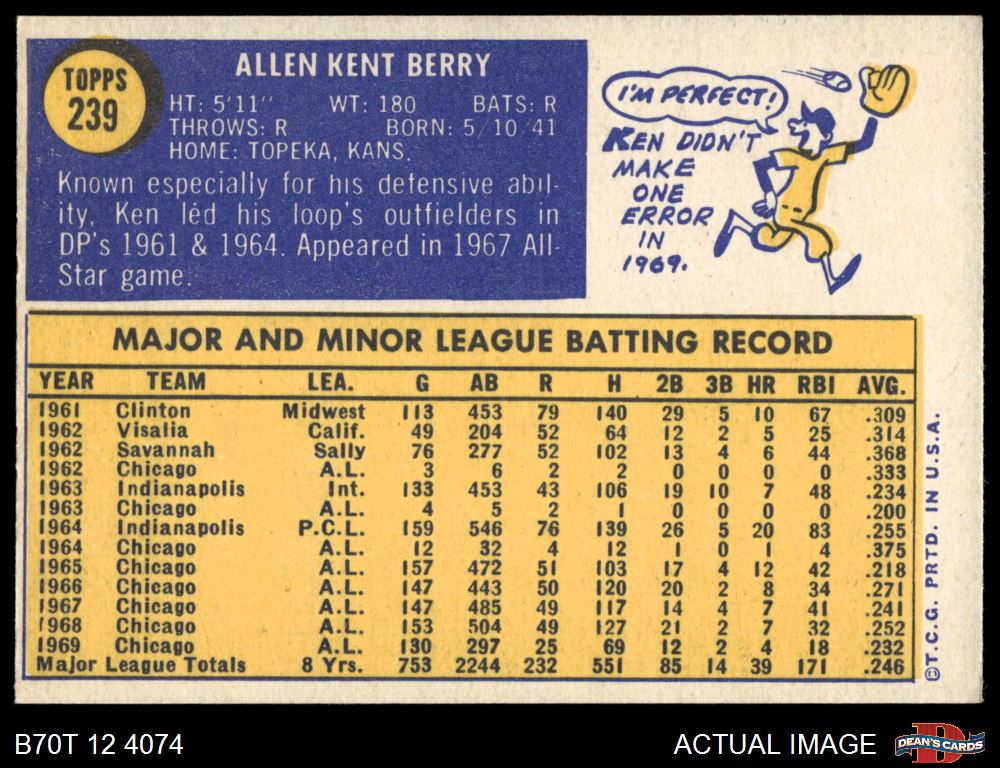 TOPPS
239
ALLEN KENT BERRY
HT: 5'11" WT: 180 BATS: R
THROWS: R BORN: 5/10/41
HOME: TOPEKA, KANS.
Known especially for his defensive abil-
ity, Ken led his loop's outfielders in
DP's 1961 & 1964. Appeared in 1967 All-
Star game.
I'M PERFECT!
KEN DIDN'T
MAKE
ONE
ERROR
IN
1969.
MAJOR AND MINOR LEAGUE BATTING RECORD
YEAR TEAM LEA. G AB R H 2B 3B HR RBI AVG.
1961 Clinton Midwest 113 453 79 140 29 5 10 67 .309
1962 Visalia Calif. 49 204 52 64 12 2 5 25 .314
1962 Savannah Sally 76 277 52 102 13 4 6 44 .368
1962 Chicago A.L. 3 6 2 2 0 0 0 0 .333
1963 Indianapolis Int. 133 453 43 106 19 10 7 48 .234
1963 Chicago A.L. 4 5 2 1 0 0 0 0 .200
1964 Indianapolis P.C.L. 159 546 76 139 26 5 20 83 .255
1964 Chicago A.L. 12 32 4 12 1 0 1 4 .375
1965 Chicago A.L. 157 472 51 103 17 4 12 42 .218
1966 Chicago A.L. 147 443 50 120 20 2 8 34 .271
1967 Chicago A.L. 147 485 49 117 14 4 7 41 .241
1968 Chicago A.L. 153 504 49 127 21 2 7 32 .252
1969 Chicago A.L. 130 297 25 69 12 2 4 18 .232
Major League Totals 8 Yrs. 753 2244 232 551 85 14 39 171 .246
©T.C.G. PRTD. IN U.S.A.
B70T 12 4074
ACTUAL IMAGE
D
DEAN'S CARDS